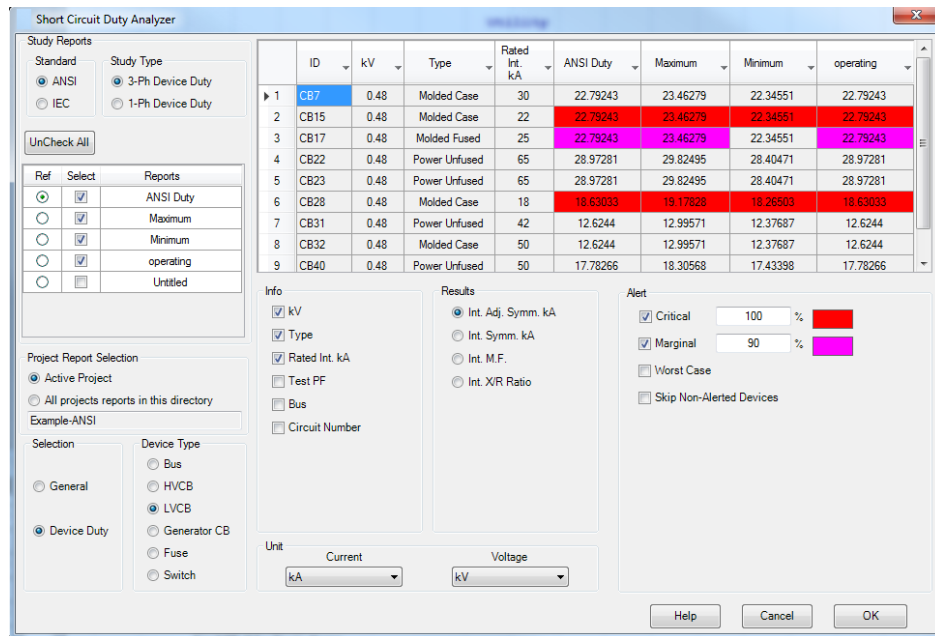 Short Circuit Duty Analyzer
Study Reports
Standard
Study Type
ANSI
3-Ph Device Duty
IEC
1-Ph Device Duty
UnCheck All
Ref Select Reports
ANSI Duty
Maximum
Minimum
operating
Untitled
Project Report Selection
Active Project
All projects reports in this directory
Example-ANSI
Selection
General
Device Duty
Device Type
Bus
HVCB
LVCB
Generator CB
Fuse
Switch
ID kV Type Rated Int. kA ANSI Duty Maximum Minimum operating
1 CB7 0.48 Molded Case 30 22.79243 23.46279 22.34551 22.79243
2 CB15 0.48 Molded Case 22 22.79243 23.46279 22.34551 22.79243
3 CB17 0.48 Molded Fused 25 22.79243 23.46279 22.34551 22.79243
4 CB22 0.48 Power Unfused 65 28.97281 29.82495 28.40471 28.97281
5 CB23 0.48 Power Unfused 65 28.97281 29.82495 28.40471 28.97281
6 CB28 0.48 Molded Case 18 18.63033 19.17828 18.26503 18.63033
7 CB31 0.48 Power Unfused 42 12.6244 12.99571 12.37687 12.6244
8 CB32 0.48 Molded Case 50 12.6244 12.99571 12.37687 12.6244
9 CB40 0.48 Power Unfused 50 17.78266 18.30568 17.43398 17.78266
Info
kV
Type
Rated Int. kA
Test PF
Bus
Circuit Number
Results
Int. Adj. Symm. kA
Int. Symm. kA
Int. M.F.
Int. X/R Ratio
Alert
Critical 100 %
Marginal 90 %
Worst Case
Skip Non-Alerted Devices
Unit
Current Voltage
kA kV
Help Cancel OK